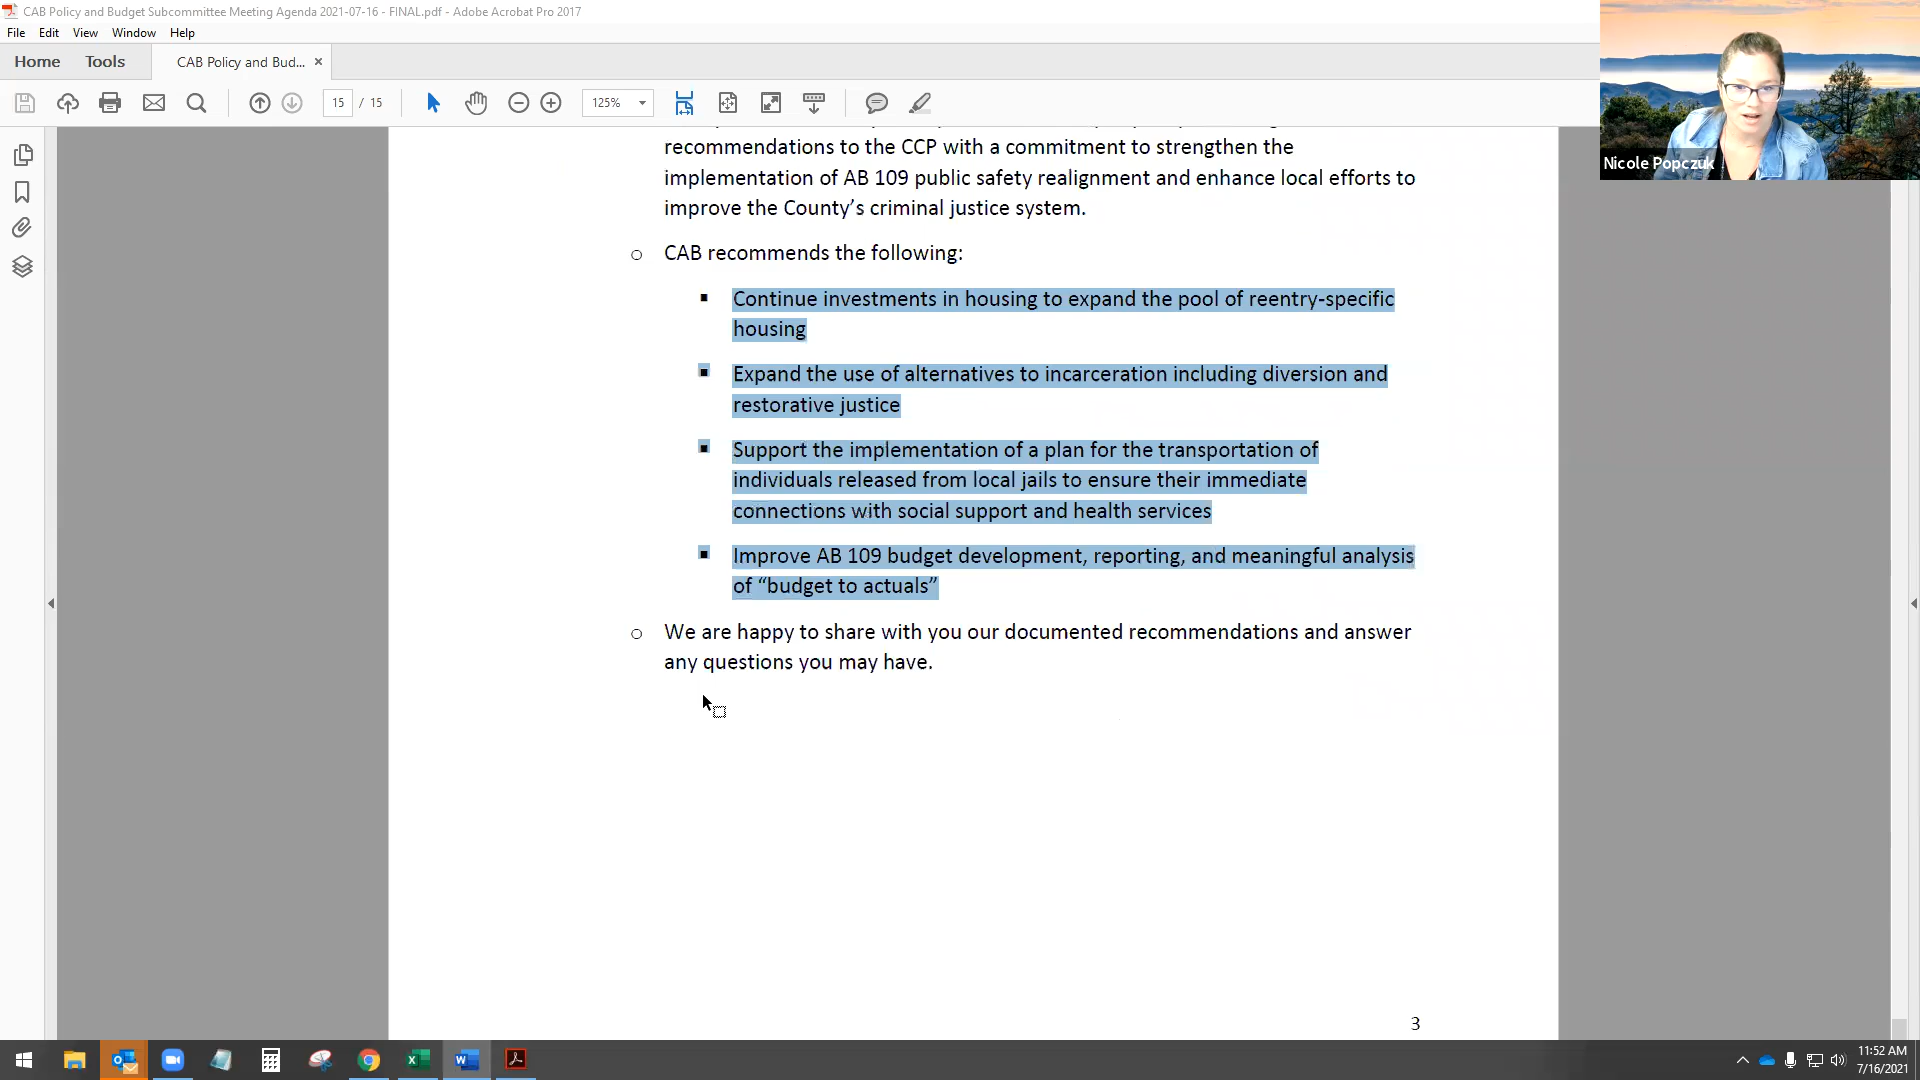 CAB Policy and Budget Subcommittee Meeting Agenda 2021-07-16 - FINAL.pdf - Adobe Acrobat Pro 2017
File Edit View Window Help
Home Tools CAB Policy and Bud... ×
15 / 15 125%
Nicole Popczuk
recommendations to the CCP with a commitment to strengthen the
implementation of AB 109 public safety realignment and enhance local efforts to
improve the County’s criminal justice system.
o CAB recommends the following:
▪ Continue investments in housing to expand the pool of reentry-specific
housing
▪ Expand the use of alternatives to incarceration including diversion and
restorative justice
▪ Support the implementation of a plan for the transportation of
individuals released from local jails to ensure their immediate
connections with social support and health services
▪ Improve AB 109 budget development, reporting, and meaningful analysis
of “budget to actuals”
o We are happy to share with you our documented recommendations and answer
any questions you may have.
3
11:52 AM
7/16/2021